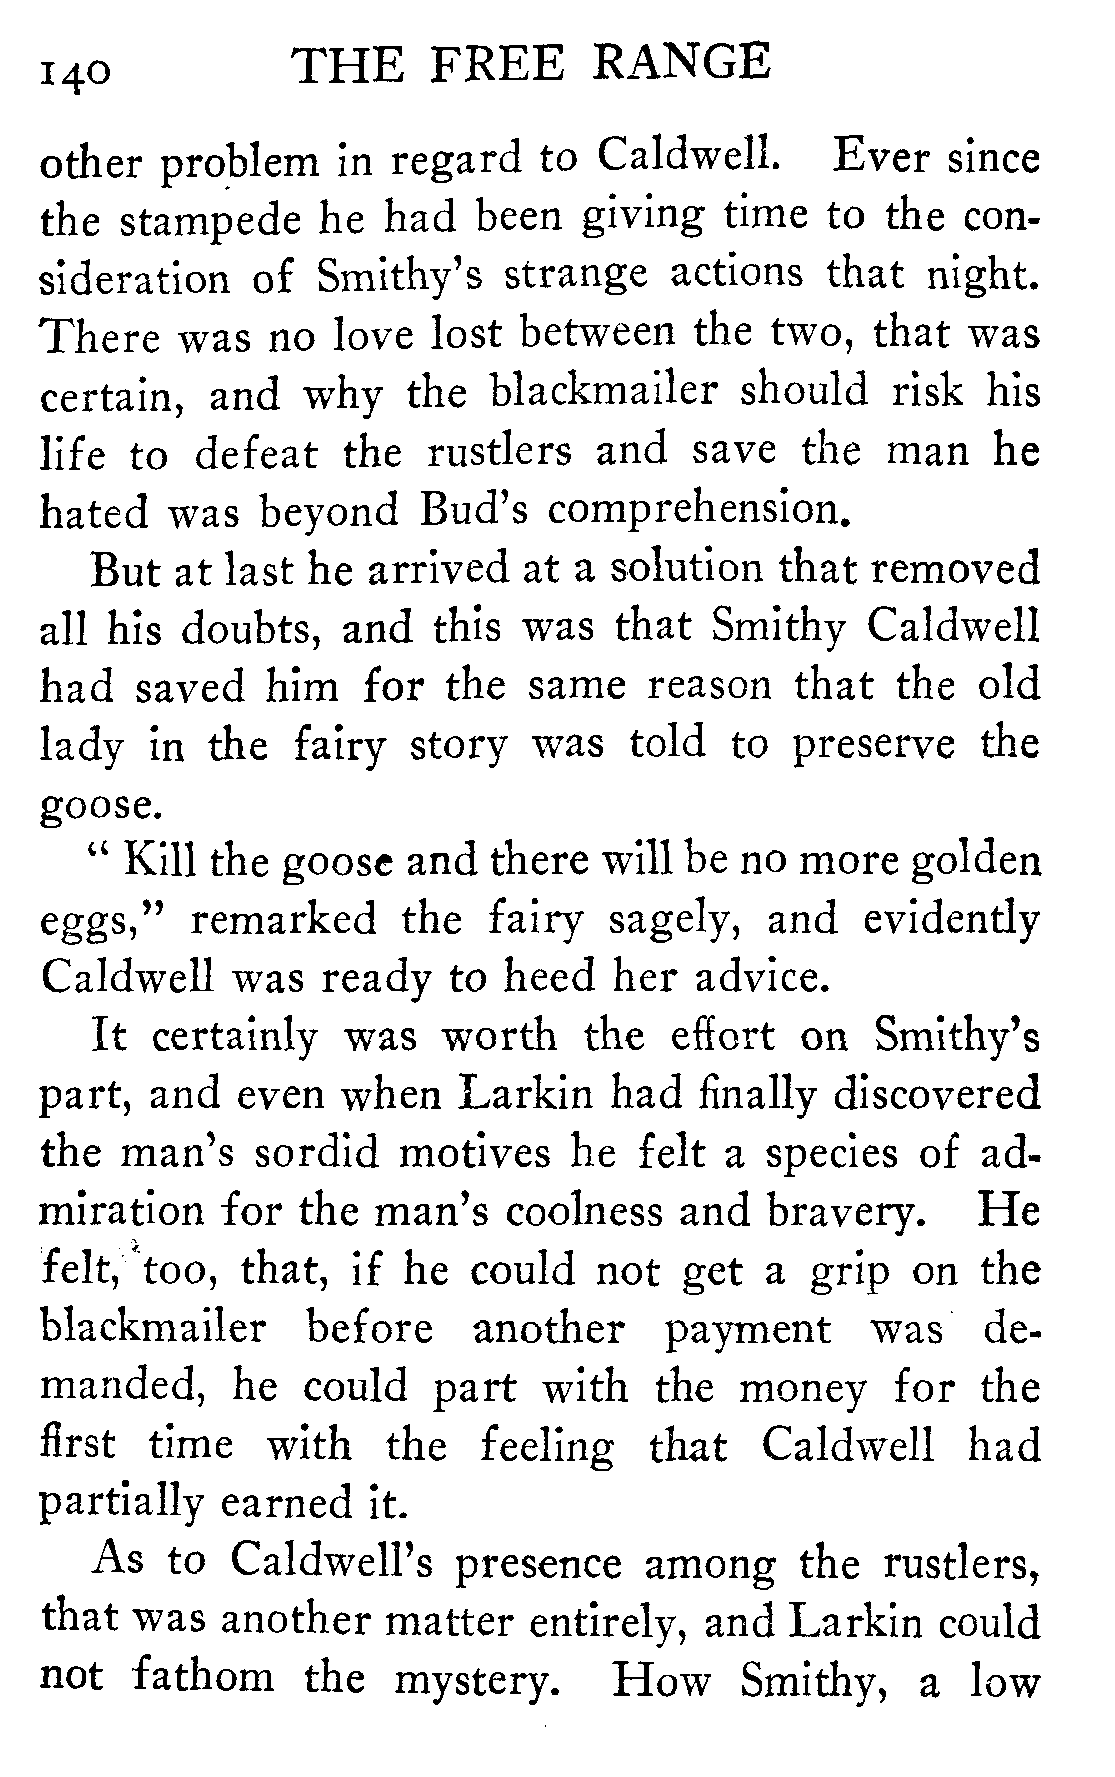 140 THE FREE RANGE
other problem in regard to Caldwell. Ever since
the stampede he had been giving time to the con-
sideration of Smithy's strange actions that night.
There was no love lost between the two, that was
certain, and why the blackmailer should risk his
life to defeat the rustlers and save the man he
hated was beyond Bud's comprehension.
But at last he arrived at a solution that removed
all his doubts, and this was that Smithy Caldwell
had saved him for the same reason that the old
lady in the fairy story was told to preserve the
goose.
“ Kill the goose and there will be no more golden
eggs,” remarked the fairy sagely, and evidently
Caldwell was ready to heed her advice.
It certainly was worth the effort on Smithy's
part, and even when Larkin had finally discovered
the man's sordid motives he felt a species of ad-
miration for the man's coolness and bravery. He
felt, too, that, if he could not get a grip on the
blackmailer before another payment was de-
manded, he could part with the money for the
first time with the feeling that Caldwell had
partially earned it.
As to Caldwell's presence among the rustlers,
that was another matter entirely, and Larkin could
not fathom the mystery. How Smithy, a low